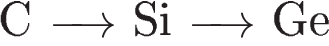 C ⟶ Si ⟶ Ge